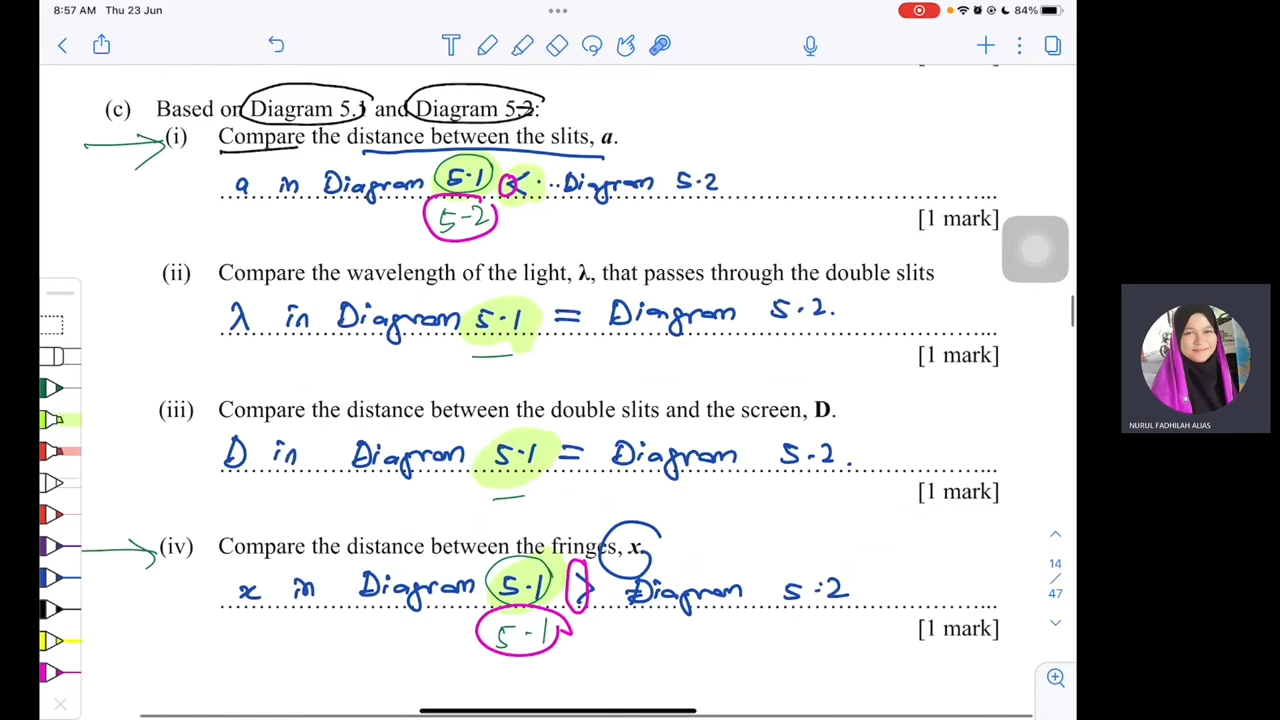 8:57 AM Thu 23 Jun
84%
(c) Based on Diagram 5.1 and Diagram 5.2:
(i) Compare the distance between the slits, a.
a in Diagram 5.1 < Diagram 5.2
5-2
[1 mark]
(ii) Compare the wavelength of the light, λ, that passes through the double slits
λ in Diagram 5.1 = Diagram 5.2.
[1 mark]
(iii) Compare the distance between the double slits and the screen, D.
D in Diagram 5.1 = Diagram 5.2.
[1 mark]
(iv) Compare the distance between the fringes, x.
x in Diagram 5.1 > Diagram 5.2
5-1
[1 mark]
14
/
47
NURUL FADHILAH ALIAS